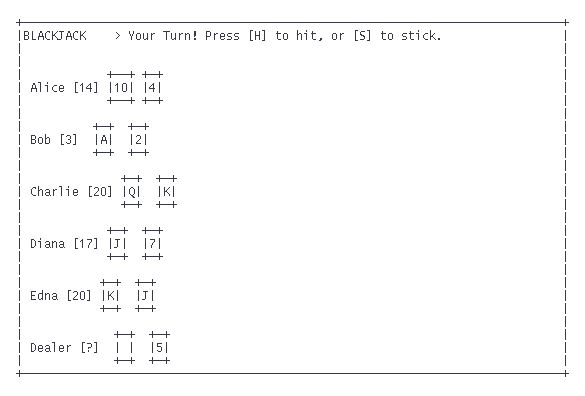 BLACKJACK > Your Turn! Press [H] to hit, or [S] to stick.
Alice [14] |10| |4|
Bob [3] |A| |2|
Charlie [20] |Q| |K|
Diana [17] |J| |7|
Edna [20] |K| |J|
Dealer [?] | | |5|